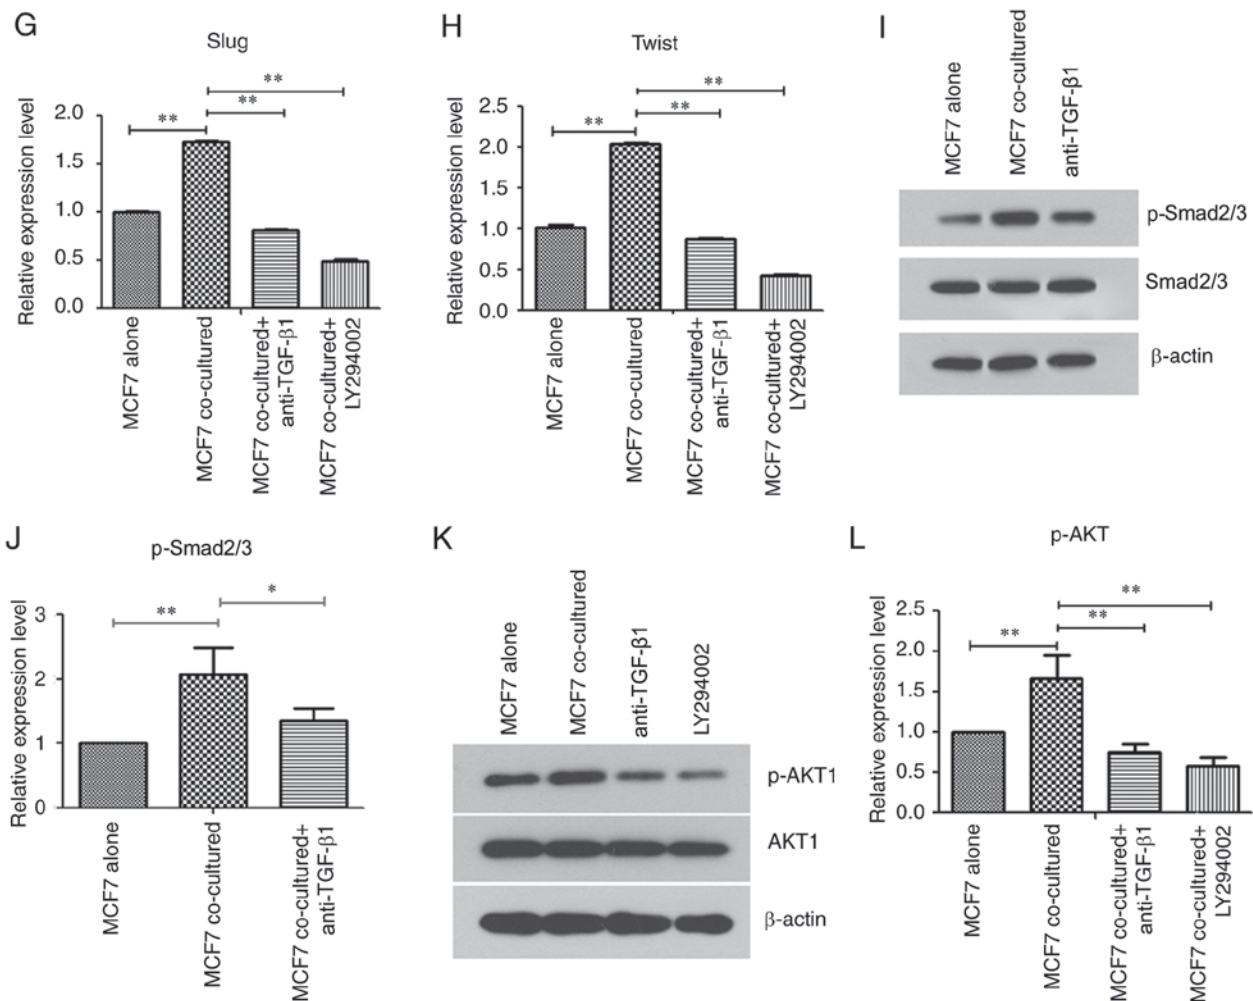 G
Slug
Relative expression level
2.0
1.5
1.0
0.5
0.0
**
**
**
MCF7 alone
MCF7 co-cultured
MCF7 co-cultured+
anti-TGF-β1
MCF7 co-cultured+
LY294002
H
Twist
Relative expression level
2.5
2.0
1.5
1.0
0.5
0.0
**
**
**
MCF7 alone
MCF7 co-cultured
MCF7 co-cultured+
anti-TGF-β1
MCF7 co-cultured+
LY294002
I
MCF7 alone
MCF7 co-cultured
anti-TGF-β1
p-Smad2/3
Smad2/3
β-actin
J
p-Smad2/3
Relative expression level
3
2
1
0
**
*
MCF7 alone
MCF7 co-cultured
MCF7 co-cultured+
anti-TGF-β1
K
MCF7 alone
MCF7 co-cultured
anti-TGF-β1
LY294002
p-AKT1
AKT1
β-actin
L
p-AKT
Relative expression level
2.5
2.0
1.5
1.0
0.5
0.0
**
**
**
MCF7 alone
MCF7 co-cultured
MCF7 co-cultured+
anti-TGF-β1
MCF7 co-cultured+
LY294002